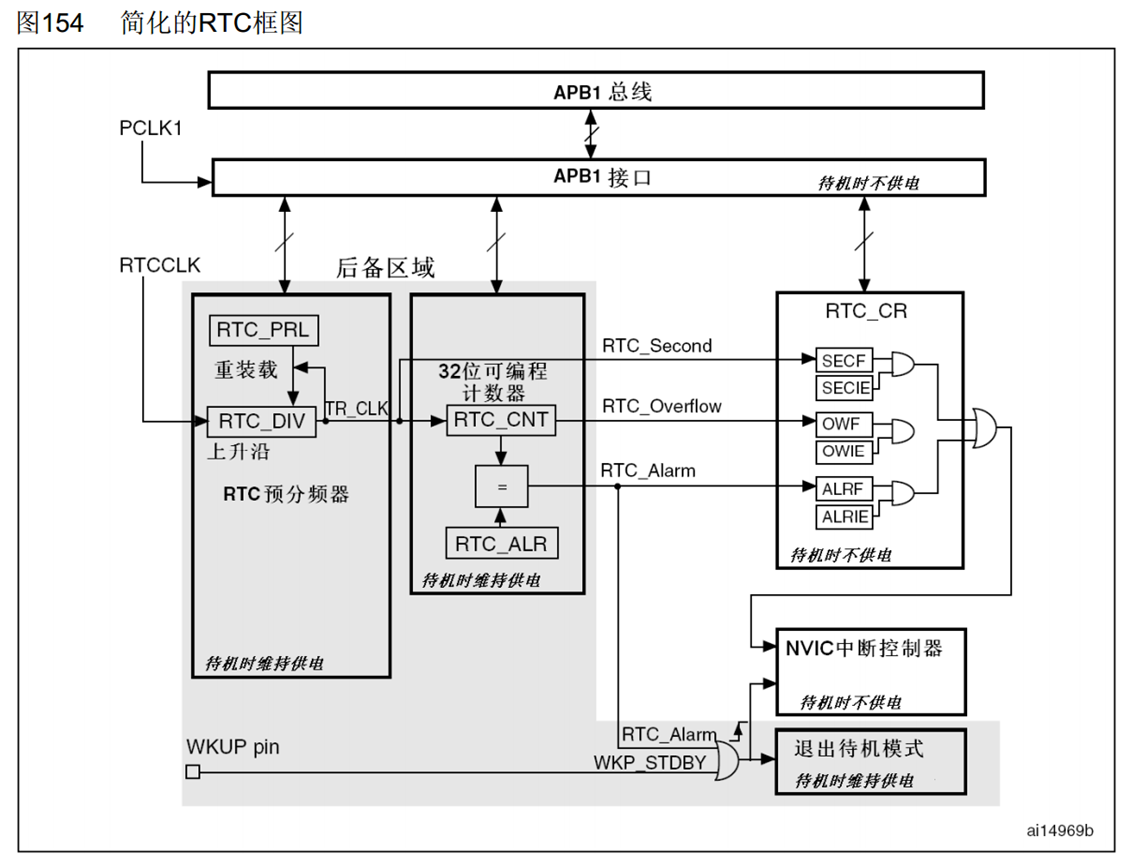 图154 简化的RTC框图
APB1 总线
PCLK1
APB1 接口
待机时不供电
RTCCLK
后备区域
RTC_PRL
重装载
RTC_DIV
TR_CLK
上升沿
RTC预分频器
待机时维持供电
32位可编程
计数器
RTC_CNT
=
RTC_ALR
待机时维持供电
RTC_Second
RTC_Overflow
RTC_Alarm
RTC_CR
SECF
SECIE
OWF
OWIE
ALRF
ALRIE
待机时不供电
NVIC中断控制器
待机时不供电
RTC_Alarm
WKUP pin
WKP_STDBY
退出待机模式
待机时维持供电
ai14969b